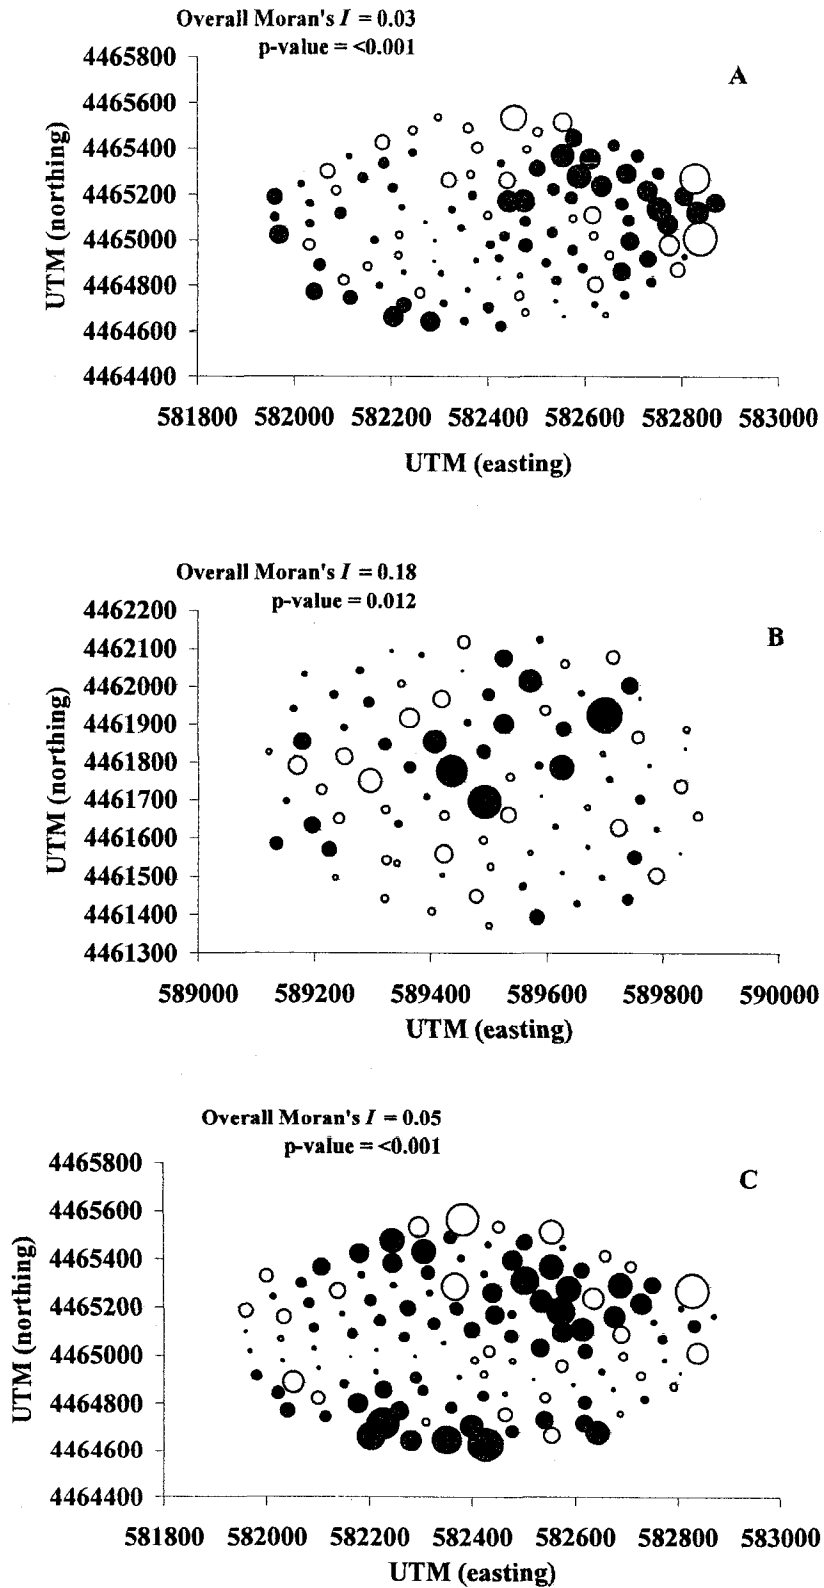 Overall Moran's I = 0.03
p-value = <0.001
A
4465800
4465600
4465400
4465200
4465000
4464800
4464600
4464400
UTM (northing)
581800 582000 582200 582400 582600 582800 583000
UTM (easting)
Overall Moran's I = 0.18
p-value = 0.012
B
4462200
4462100
4462000
4461900
4461800
4461700
4461600
4461500
4461400
4461300
UTM (northing)
589000 589200 589400 589600 589800 590000
UTM (easting)
Overall Moran's I = 0.05
p-value = <0.001
C
4465800
4465600
4465400
4465200
4465000
4464800
4464600
4464400
UTM (northing)
581800 582000 582200 582400 582600 582800 583000
UTM (easting)